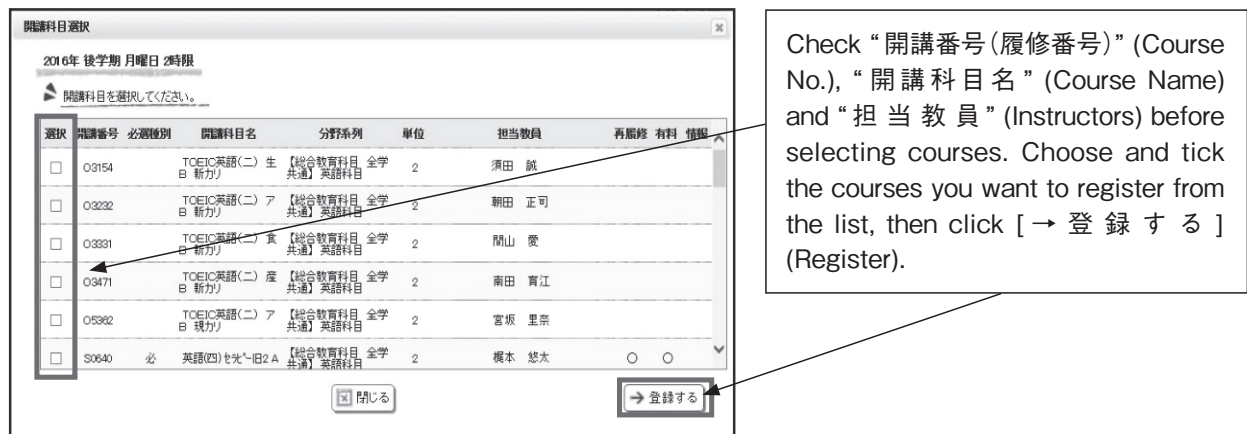 開講科目選択
2016年 後学期 月曜日 2時限
開講科目を選択してください。
選択 開講番号 必選種別 開講科目名 分野系列 単位 担当教員 再履修 有料 情報
O3154 TOEIC英語(二) 生B 新カリ 【総合教育科目 全学共通】英語科目 2 須田 誠
O3232 TOEIC英語(二) アB 新カリ 【総合教育科目 全学共通】英語科目 2 朝田 正司
O3331 TOEIC英語(二) 食B 新カリ 【総合教育科目 全学共通】英語科目 2 間山 愛
O3471 TOEIC英語(二) 産B 新カリ 【総合教育科目 全学共通】英語科目 2 南田 育江
O5362 TOEIC英語(二) アB 現カリ 【総合教育科目 全学共通】英語科目 2 宮坂 里奈
S0640 必 英語(四)セメスター旧2A 【総合教育科目 全学共通】英語科目 2 梶本 悠太 ○ ○
閉じる
→ 登録する
Check “開講番号(履修番号)” (Course
No.), “開講科目名” (Course Name)
and “担当教員” (Instructors) before
selecting courses. Choose and tick
the courses you want to register from
the list, then click [→登録する]
(Register).